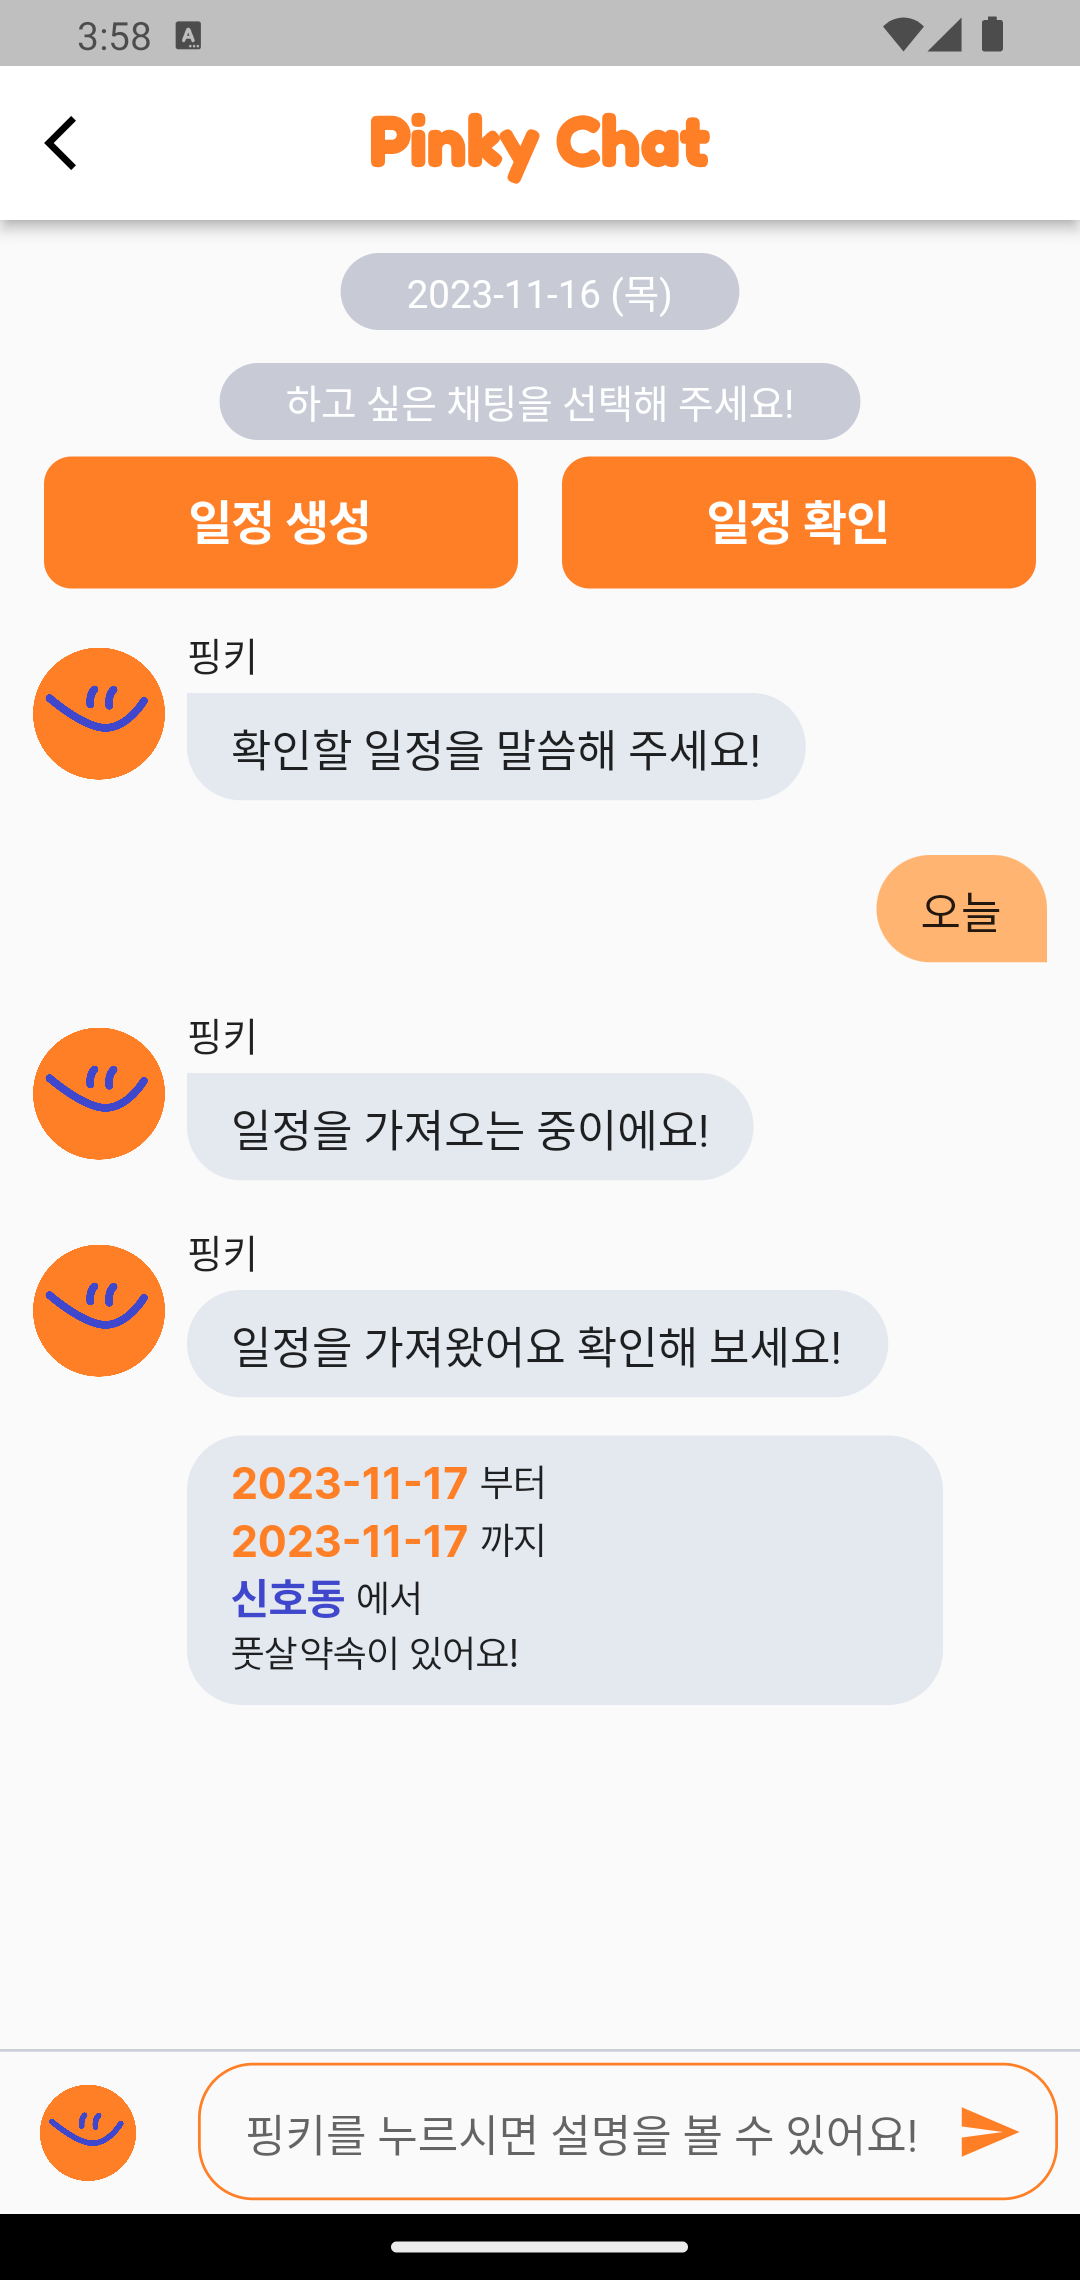 3:58
Pinky Chat
2023-11-16 (목)
하고 싶은 채팅을 선택해 주세요!
일정 생성
일정 확인
핑키
확인할 일정을 말씀해 주세요!
오늘
핑키
일정을 가져오는 중이에요!
핑키
일정을 가져왔어요 확인해 보세요!
2023-11-17 부터
2023-11-17 까지
신호동 에서
풋살약속이 있어요!
핑키를 누르시면 설명을 볼 수 있어요!